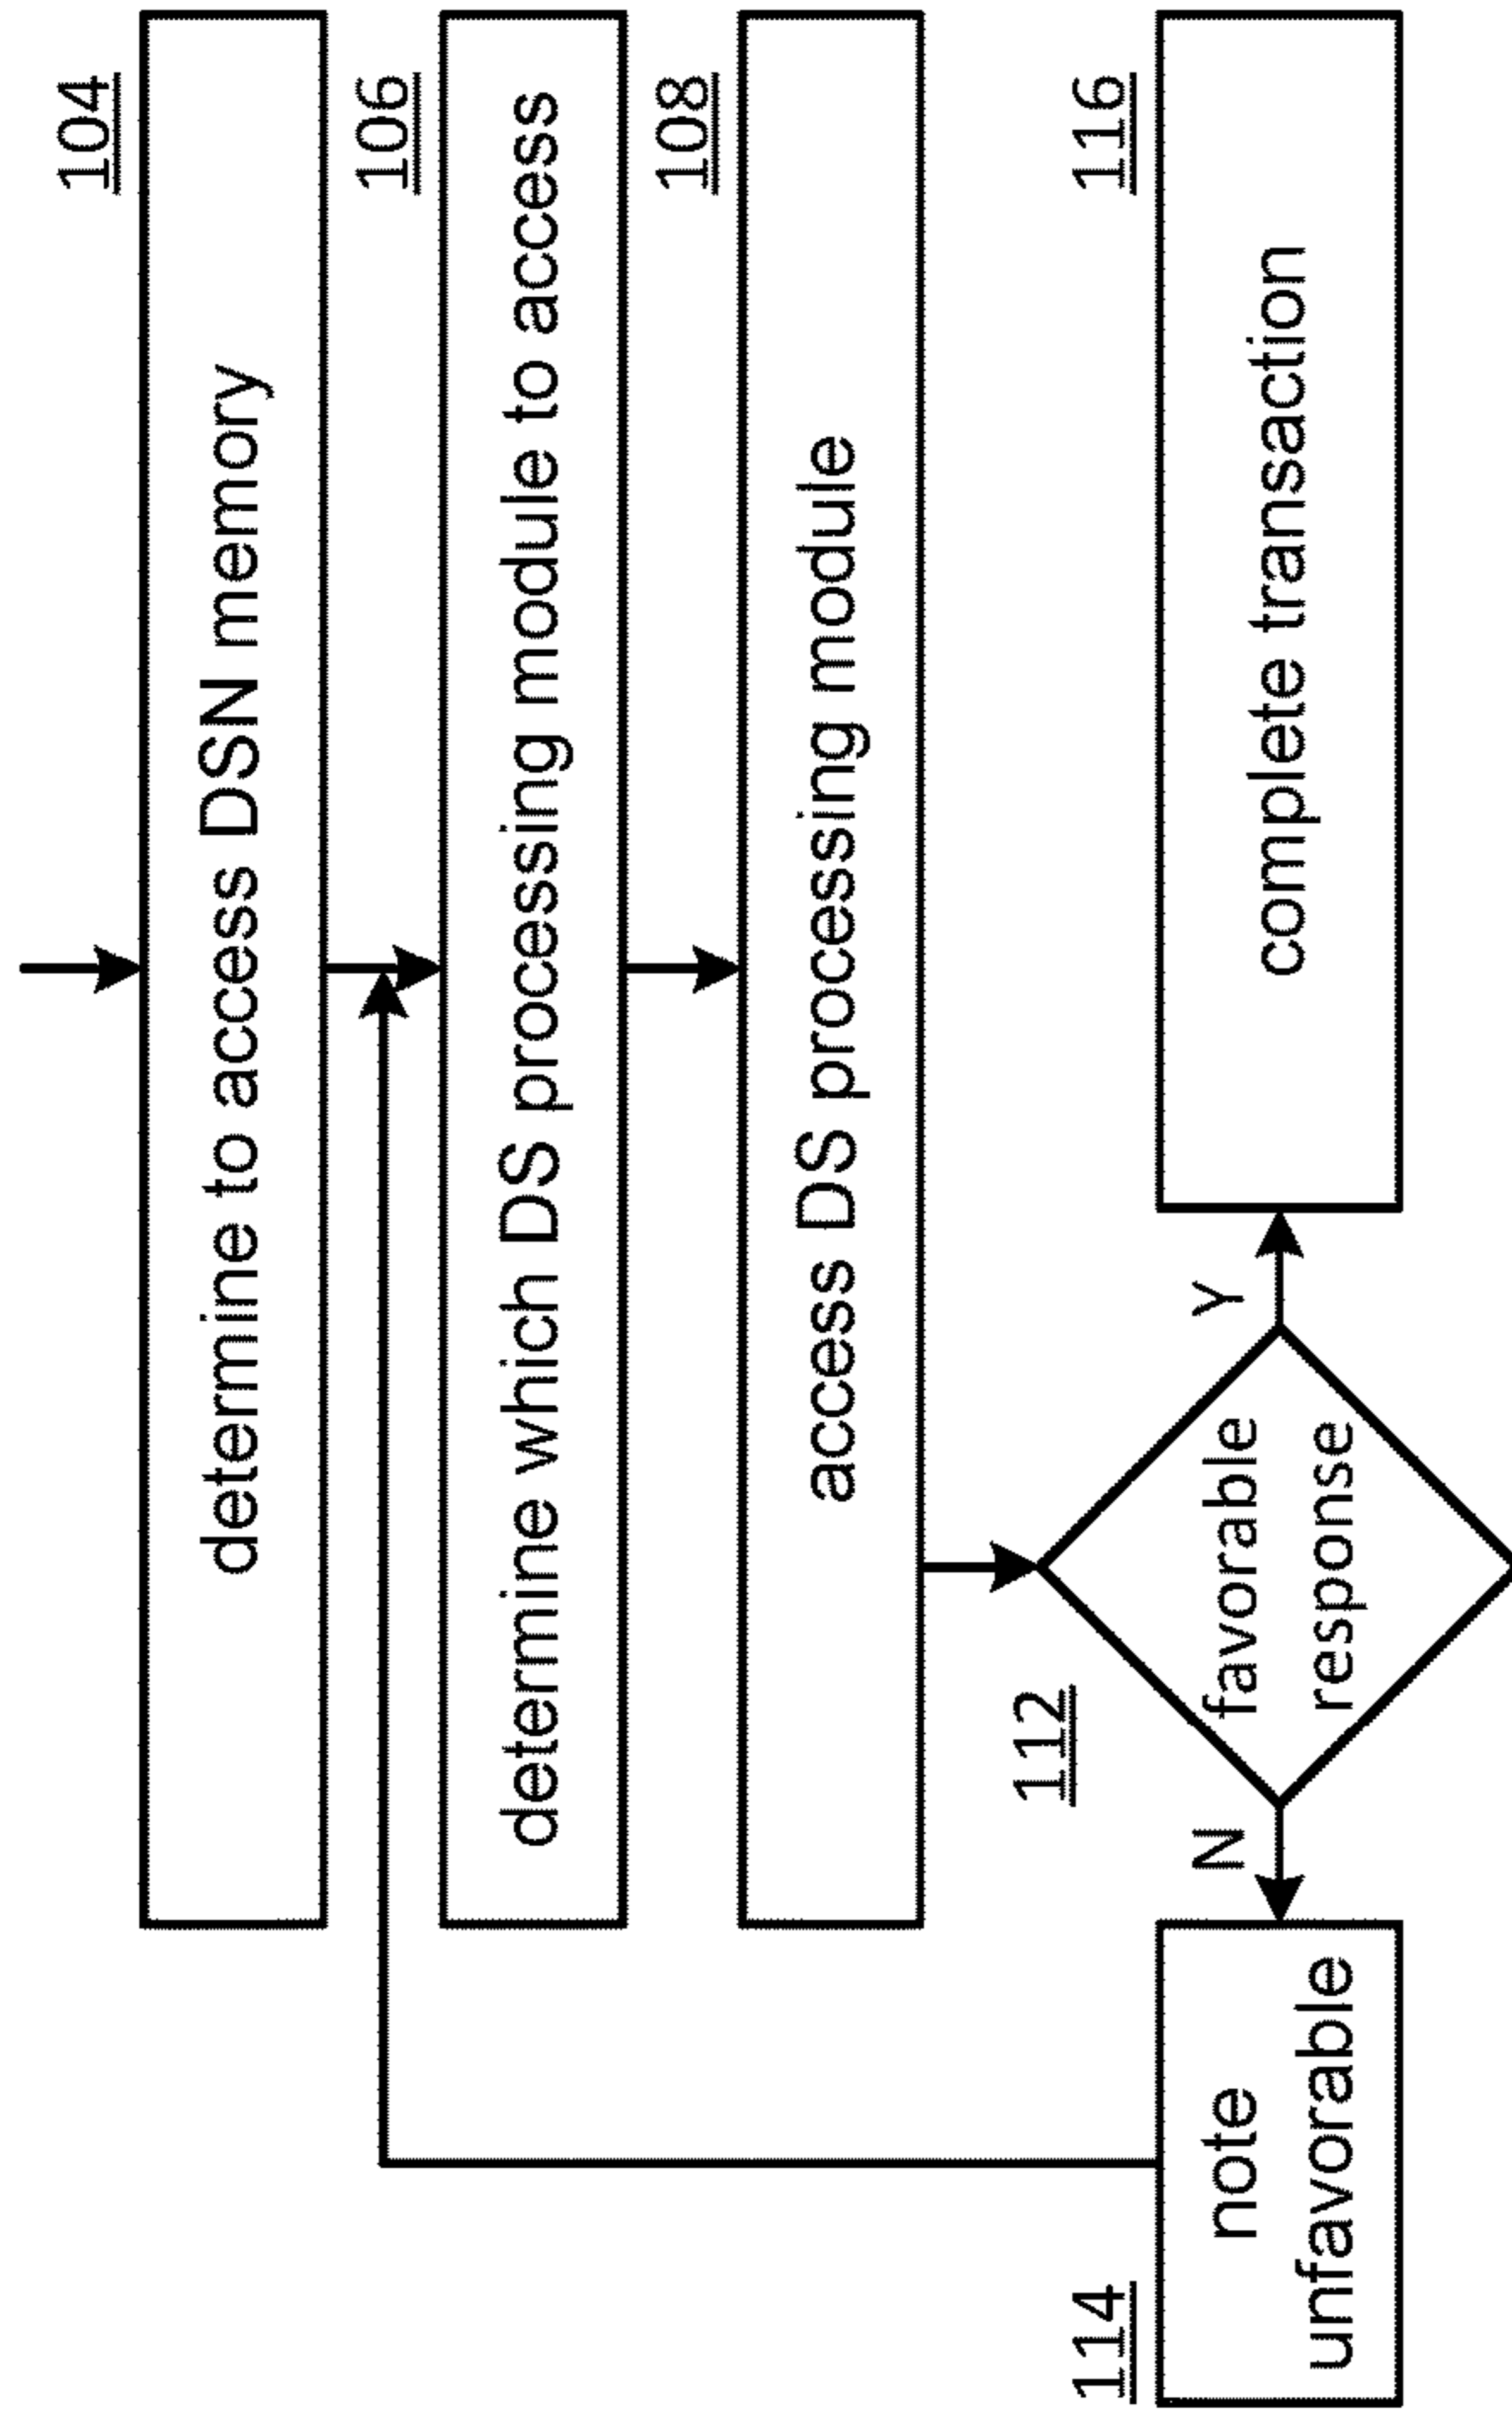 104
determine to access DSN memory
106
determine which DS processing module to access
108
access DS processing module
112
favorable
response
N
Y
114
note
unfavorable
116
complete transaction